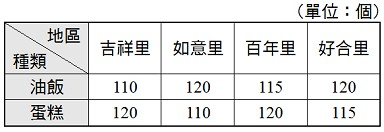 （單位：個）
地區 種類 吉祥里 如意里 百年里 好合里
油飯 110 120 115 120
蛋糕 120 110 120 115